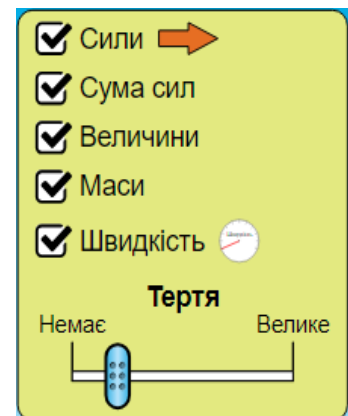 Сили
Сума сил
Величини
Маси
Швидкість
Тертя
Немає Велике